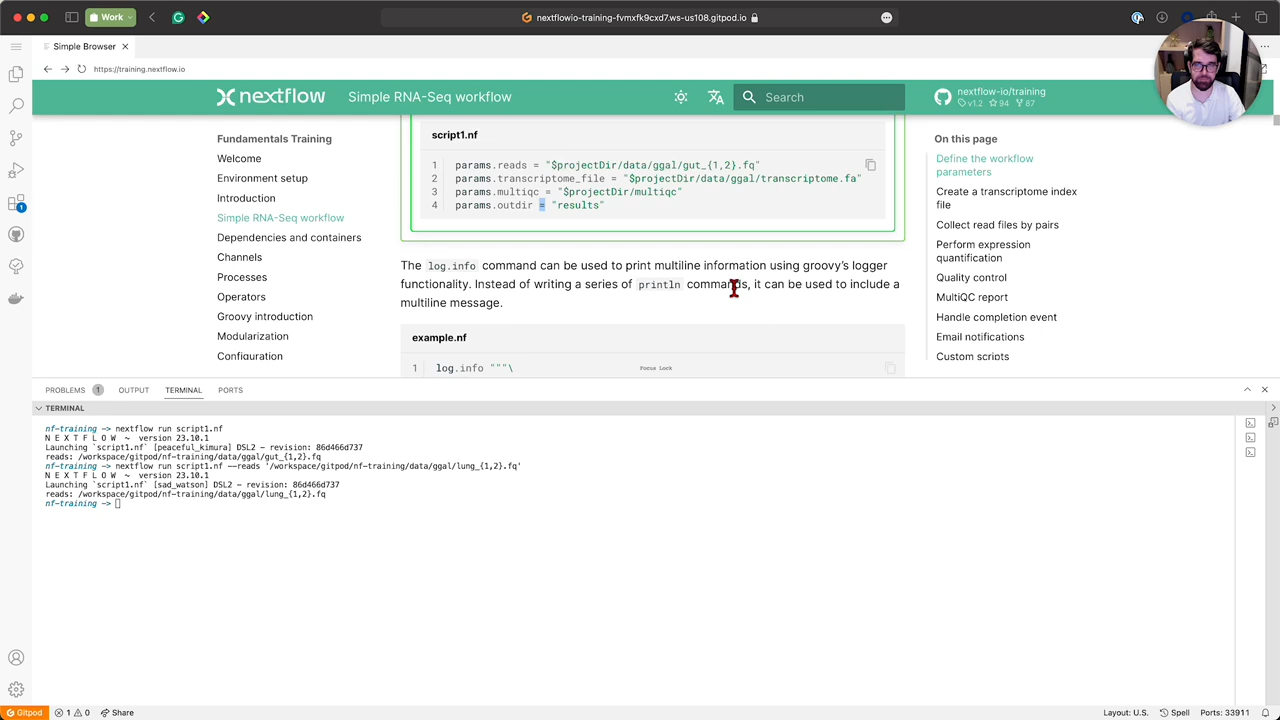 Work
nextflowio-training-fvmxfk9cxd7.ws-us108.gitpod.io
Simple Browser
https://training.nextflow.io
nextflow
Simple RNA-Seq workflow
Search
nextflow-io/training
v1.2 94 87
Fundamentals Training
Welcome
Environment setup
Introduction
Simple RNA-Seq workflow
Dependencies and containers
Channels
Processes
Operators
Groovy introduction
Modularization
Configuration
script1.nf
1 params.reads = "$projectDir/data/ggal/gut_{1,2}.fq"
2 params.transcriptome_file = "$projectDir/data/ggal/transcriptome.fa"
3 params.multiqc = "$projectDir/multiqc"
4 params.outdir = "results"
The log.info command can be used to print multiline information using groovy's logger
functionality. Instead of writing a series of println commands, it can be used to include a
multiline message.
example.nf
1 log.info """\
Focus Lock
On this page
Define the workflow
parameters
Create a transcriptome index
file
Collect read files by pairs
Perform expression
quantification
Quality control
MultiQC report
Handle completion event
Email notifications
Custom scripts
PROBLEMS 1 OUTPUT TERMINAL PORTS
TERMINAL
nf-training -> nextflow run script1.nf
N E X T F L O W ~ version 23.10.1
Launching `script1.nf` [peaceful_kimura] DSL2 - revision: 86d466d737
reads: /workspace/gitpod/nf-training/data/ggal/gut_{1,2}.fq
nf-training -> nextflow run script1.nf --reads '/workspace/gitpod/nf-training/data/ggal/lung_{1,2}.fq'
N E X T F L O W ~ version 23.10.1
Launching `script1.nf` [sad_watson] DSL2 - revision: 86d466d737
reads: /workspace/gitpod/nf-training/data/ggal/lung_{1,2}.fq
nf-training ->
1
Gitpod 1 0 Share
Layout: U.S. Spell Ports: 33911